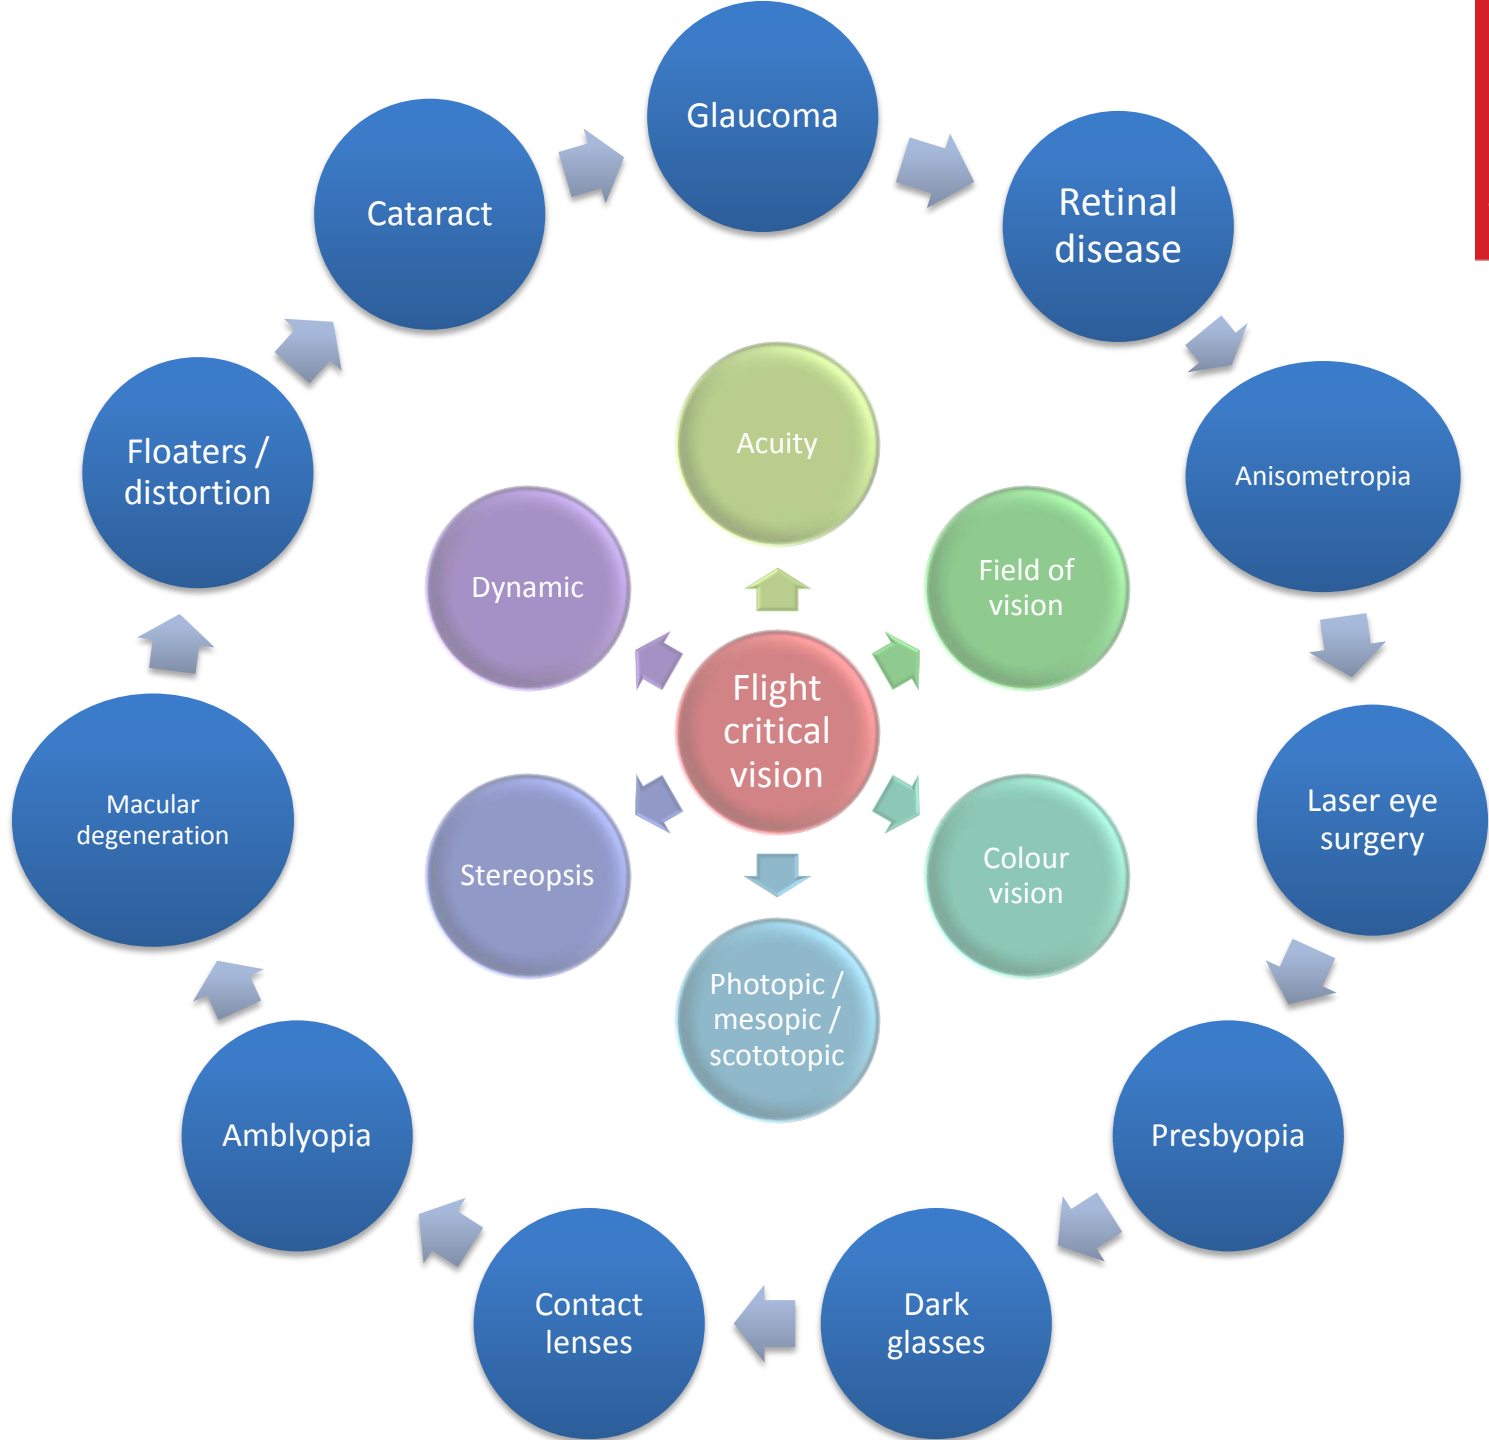 Glaucoma
Retinal
disease
Anisometropia
Laser eye
surgery
Presbyopia
Dark
glasses
Contact
lenses
Amblyopia
Macular
degeneration
Floaters /
distortion
Cataract
Acuity
Field of
vision
Colour
vision
Photopic /
mesopic /
scototopic
Stereopsis
Dynamic
Flight
critical
vision